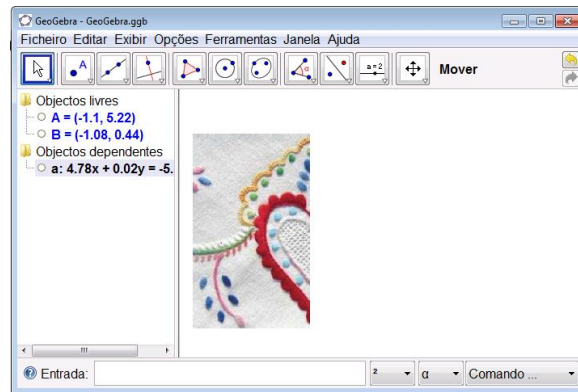 GeoGebra - GeoGebra.ggb
Ficheiro Editar Exibir Opções Ferramentas Janela Ajuda
A
α
a=2
Mover
Objectos livres
A = (-1.1, 5.22)
B = (-1.08, 0.44)
Objectos dependentes
a: 4.78x + 0.02y = -5.
Entrada:
²
α
Comando ...